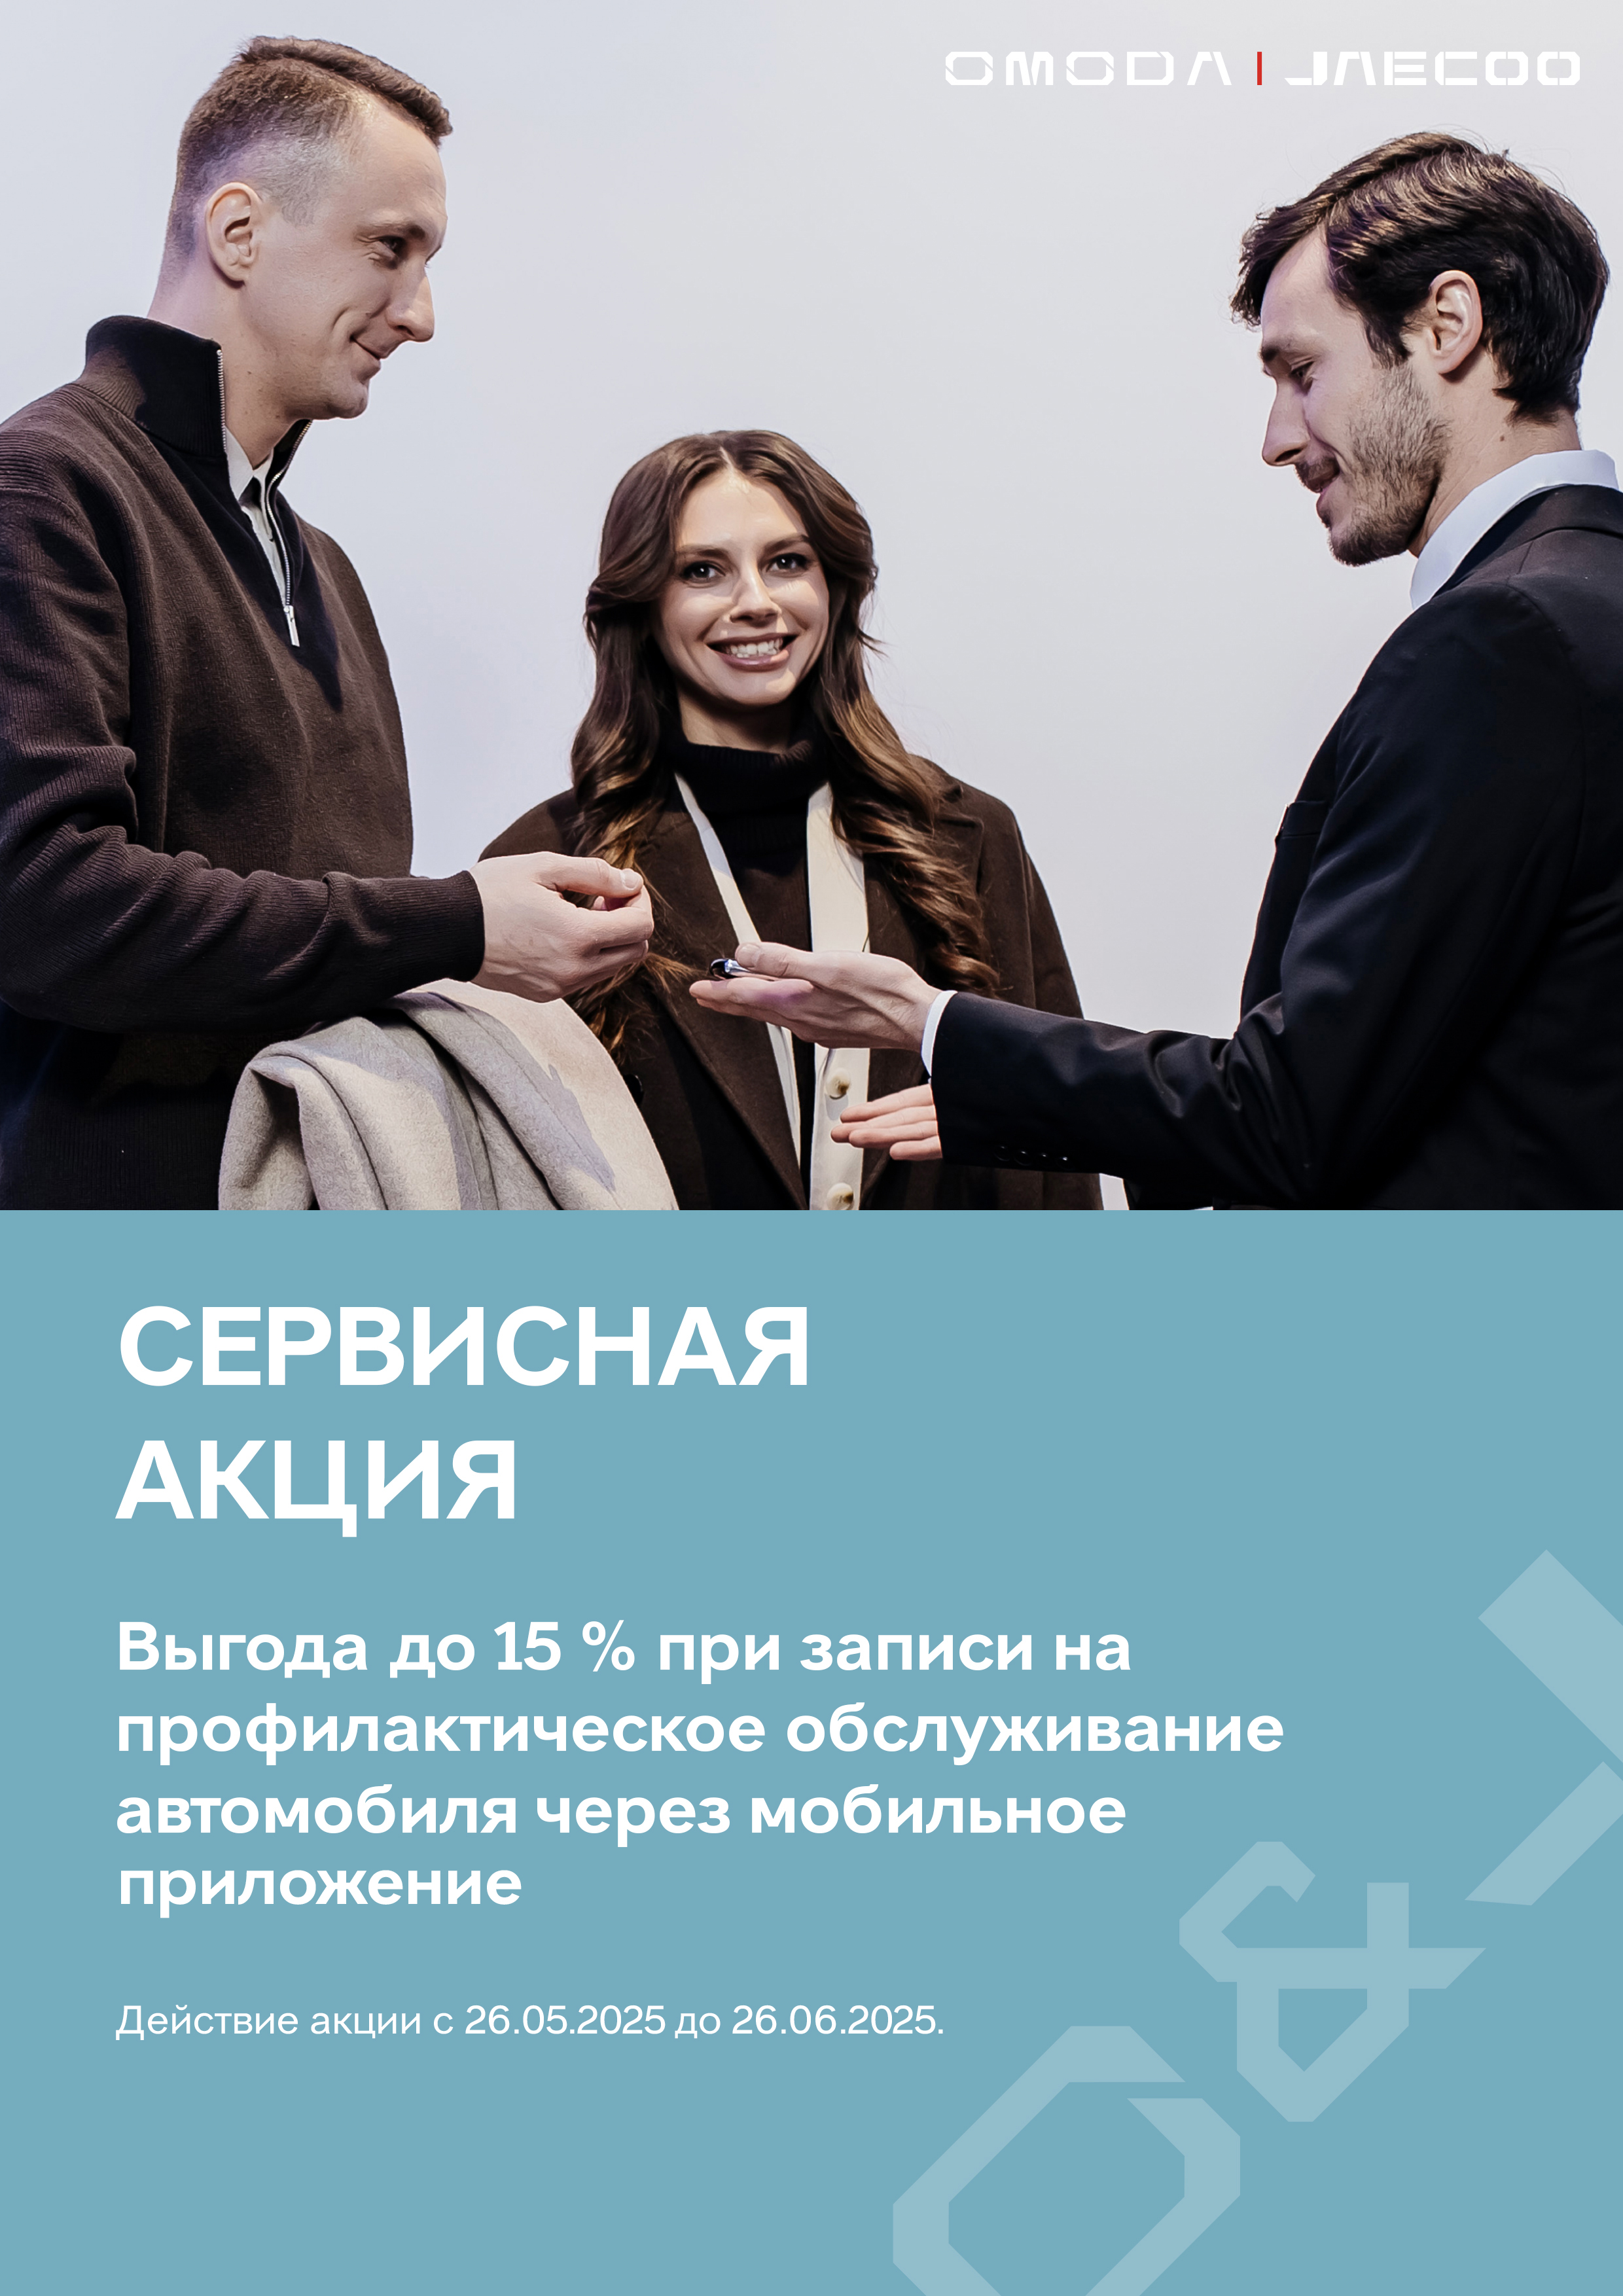 OMODA | JAECOO
СЕРВИСНАЯ
АКЦИЯ
Выгода до 15 % при записи на
профилактическое обслуживание
автомобиля через мобильное
приложение
Действие акции с 26.05.2025 до 26.06.2025.
O&J